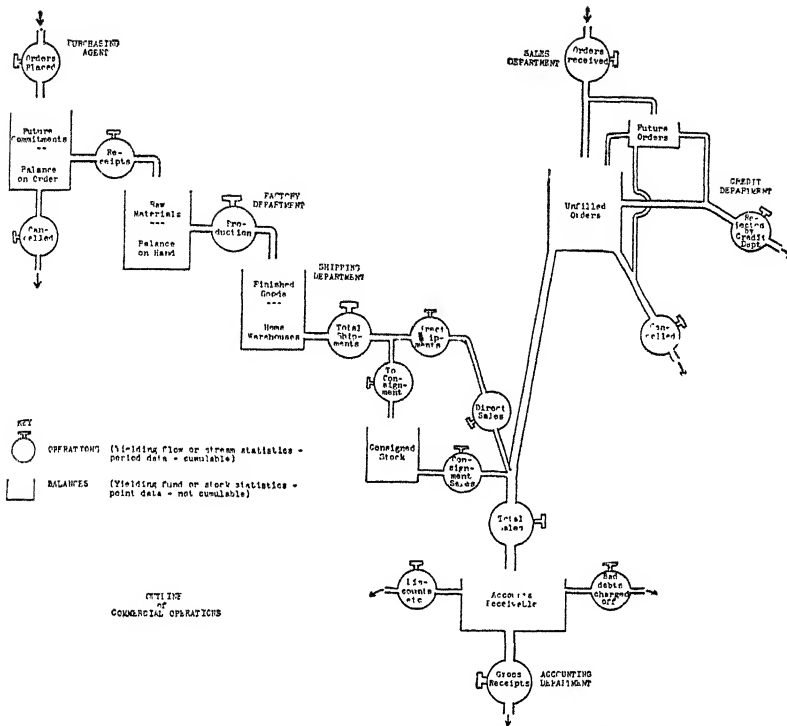 PURCHASING
AGENT
Orders
Placed
SALES
DEPARTMENT
Orders
received
Future
Commitments
--
Balance
on Order
Re-
ceipts
Can-
celled
Future
Orders
CREDIT
DEPARTMENT
Unfilled
Orders
Re-
jected
by
Credit
Dept
Can-
celled
Raw
Materials
---
Balance
on Hand
FACTORY
DEPARTMENT
Pro-
duction
SHIPPING
DEPARTMENT
Finished
Goods
---
Home
Warehouses
Total
Ship-
ments
Direct
Shipments
To
Con-
sign-
ment
Direct
Sales
Consigned
Stock
Con-
sign-
ment
Sales
Total
Sales
KEY
OPERATIONS (Yielding flow or stream statistics -
period data - cumulable)
BALANCES (Yielding fund or stock statistics -
point data - not cumulable)
OUTLINE
of
COMMERCIAL OPERATIONS
Dis-
counts
etc
Accounts
Receivable
Bad
debts
charged
off
Gross
Receipts
ACCOUNTING
DEPARTMENT